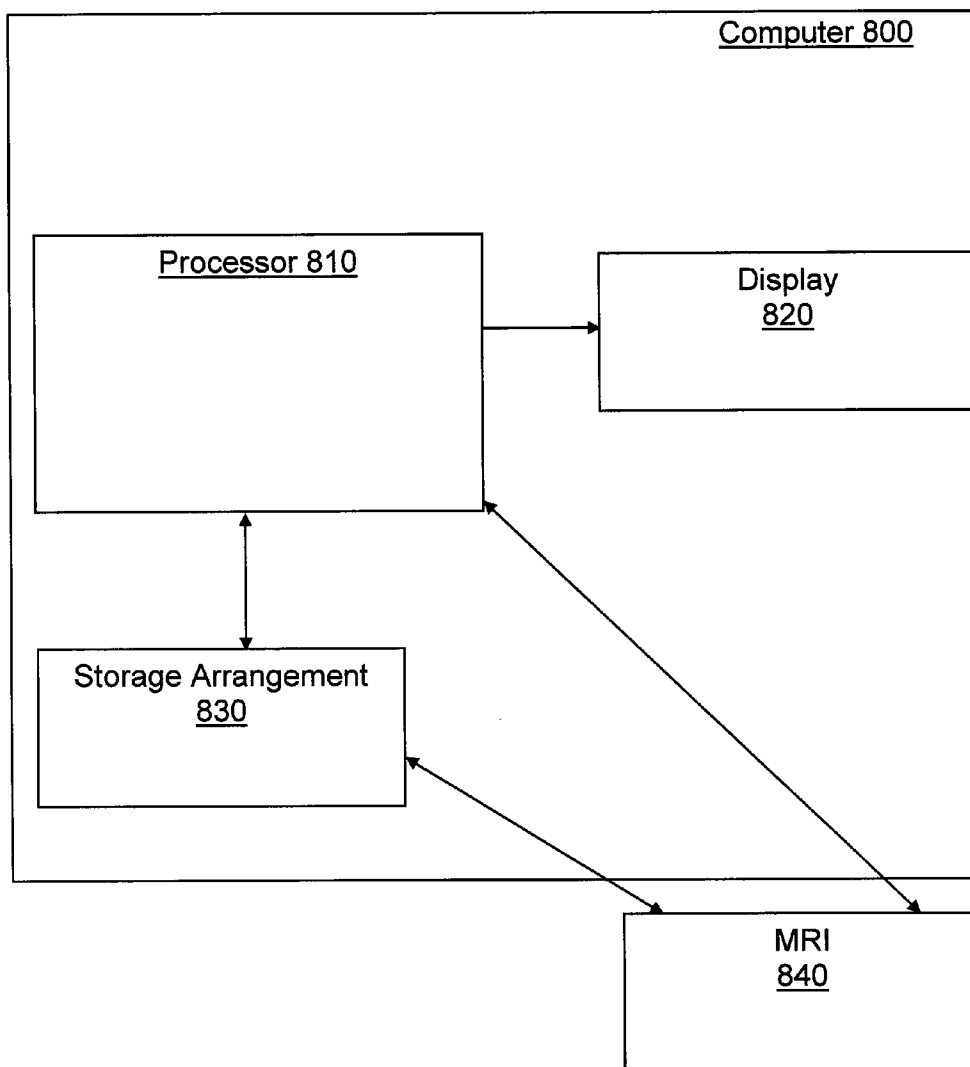 Computer 800
Processor 810
Display
820
Storage Arrangement
830
MRI
840